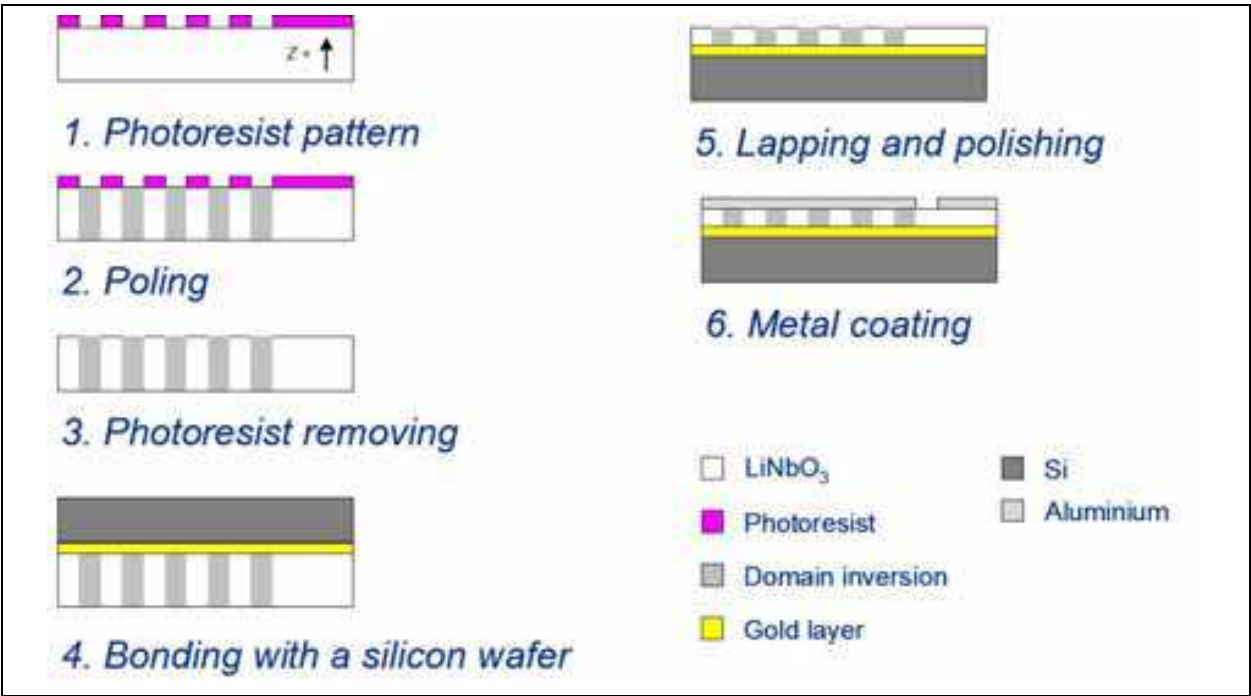 Z +
1. Photoresist pattern
2. Poling
3. Photoresist removing
4. Bonding with a silicon wafer
5. Lapping and polishing
6. Metal coating
LiNbO₃
Photoresist
Domain inversion
Gold layer
Si
Aluminium